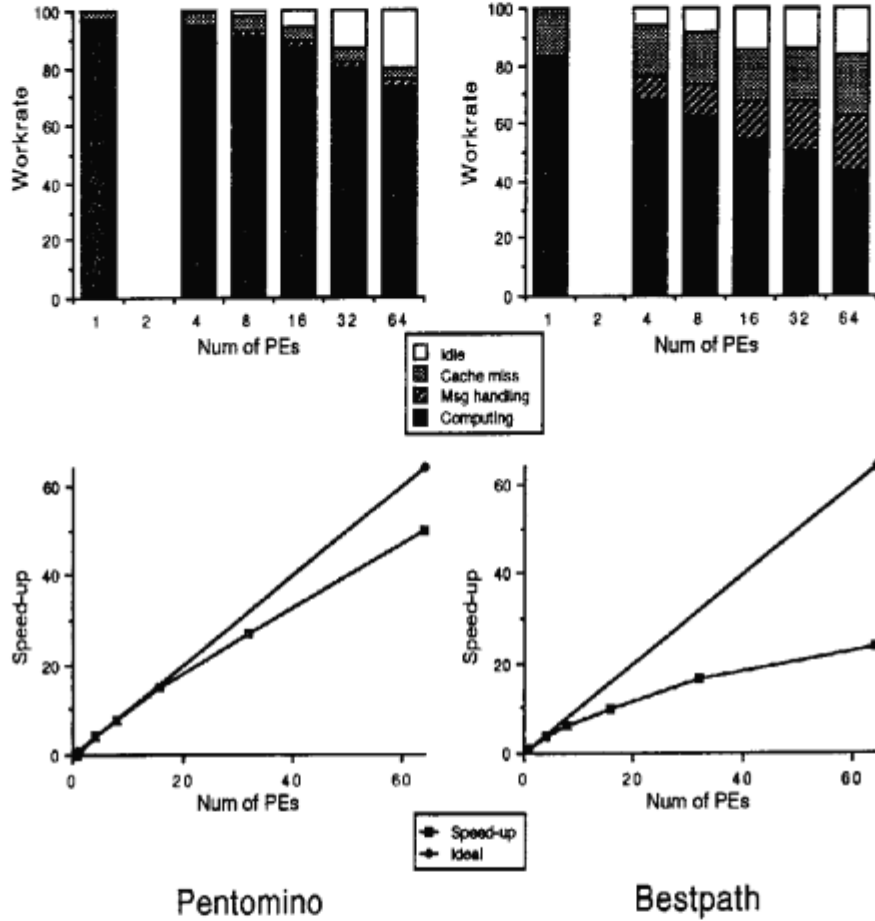 100
80
60
40
20
0
Workrate
1 2 4 8 16 32 64
Num of PEs
100
80
60
40
20
0
Workrate
1 2 4 8 16 32 64
Num of PEs
Idle
Cache miss
Msg handling
Computing
60
40
20
0
Speed-up
0 20 40 60
Num of PEs
60
40
20
0
Speed-up
0 20 40 60
Num of PEs
Speed-up
Ideal
Pentomino
Bestpath